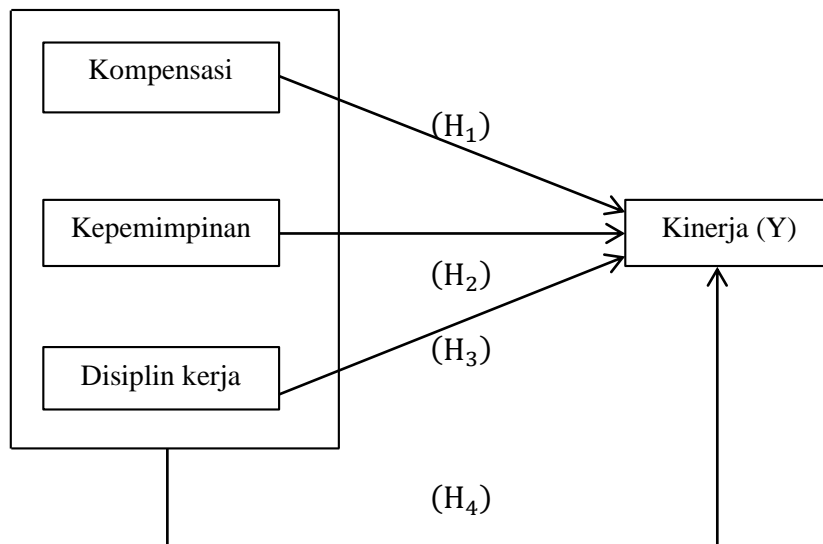 Kompensasi
(H₁)
Kepemimpinan
Kinerja (Y)
(H₂)
(H₃)
Disiplin kerja
(H₄)